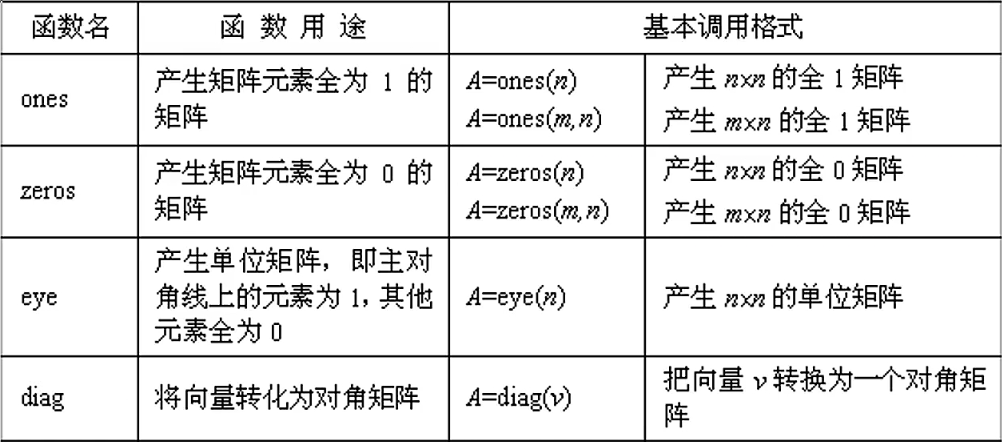 函数名 函 数 用 途 基本调用格式
ones 产生矩阵元素全为 1 的矩阵 A=ones(n) 产生 n×n 的全 1 矩阵
A=ones(m,n) 产生 m×n 的全 1 矩阵
zeros 产生矩阵元素全为 0 的矩阵 A=zeros(n) 产生 n×n 的全 0 矩阵
A=zeros(m,n) 产生 m×n 的全 0 矩阵
eye 产生单位矩阵，即主对角线上的元素为 1，其他元素全为 0 A=eye(n) 产生 n×n 的单位矩阵
diag 将向量转化为对角矩阵 A=diag(v) 把向量 v 转换为一个对角矩阵